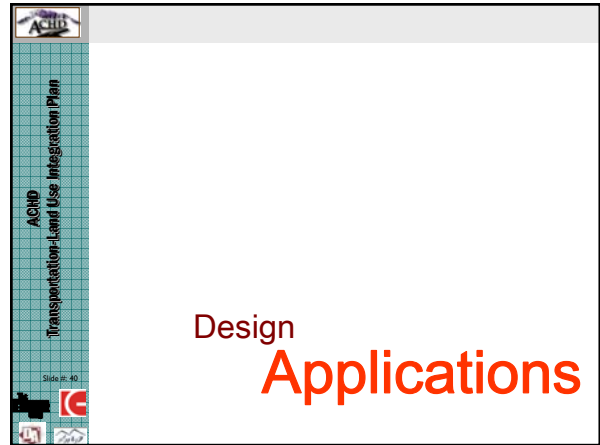 ACHD
ACHD
Transportation-Land Use Integration Plan
Slide #: 40
Design
Applications